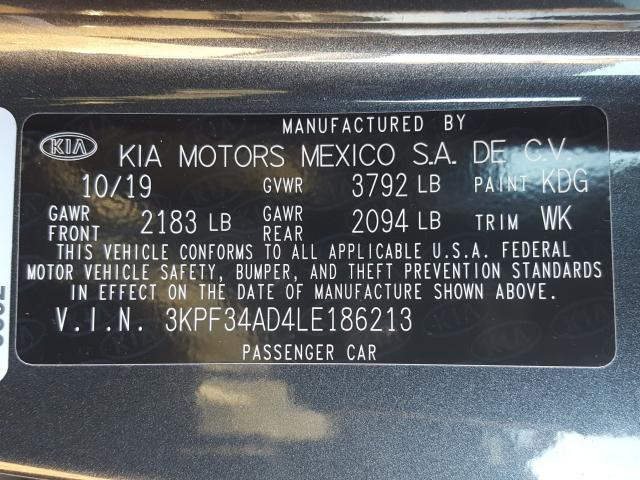 MANUFACTURED BY
KIA KIA MOTORS MEXICO S.A. DE C.V.
10/19 GVWR 3792 LB PAINT KDG
GAWR FRONT 2183 LB GAWR REAR 2094 LB TRIM WK
THIS VEHICLE CONFORMS TO ALL APPLICABLE U.S.A. FEDERAL
MOTOR VEHICLE SAFETY, BUMPER, AND THEFT PREVENTION STANDARDS
IN EFFECT ON THE DATE OF MANUFACTURE SHOWN ABOVE.
V.I.N. 3KPF34AD4LE186213
PASSENGER CAR